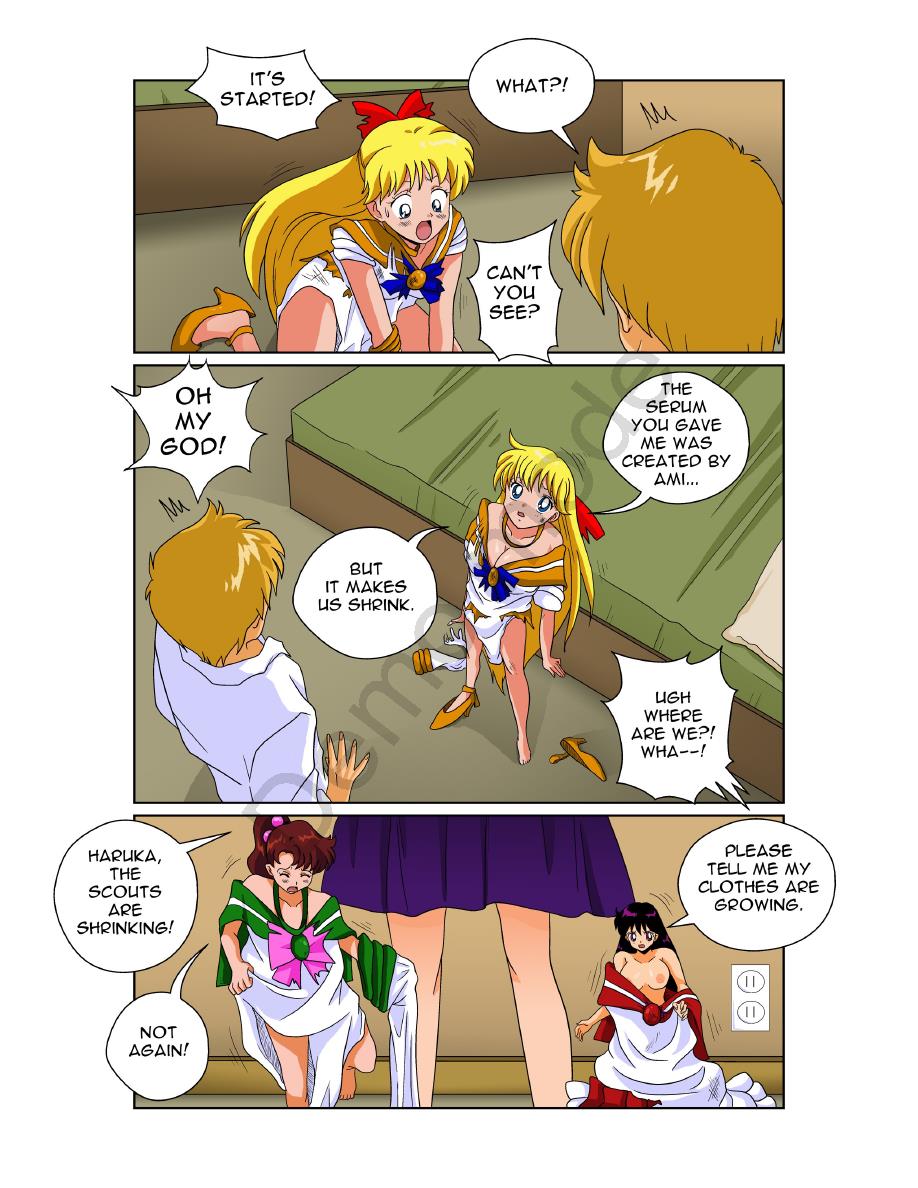 IT'S
STARTED!
WHAT?!
CAN'T
YOU
SEE?
OH
MY
GOD!
THE
SERUM
YOU GAVE
ME WAS
CREATED BY
AMI...
BUT
IT MAKES
US SHRINK.
UGH
WHERE
ARE WE?!
WHA--!
HARUKA,
THE
SCOUTS
ARE
SHRINKING!
PLEASE
TELL ME MY
CLOTHES ARE
GROWING.
NOT
AGAIN!